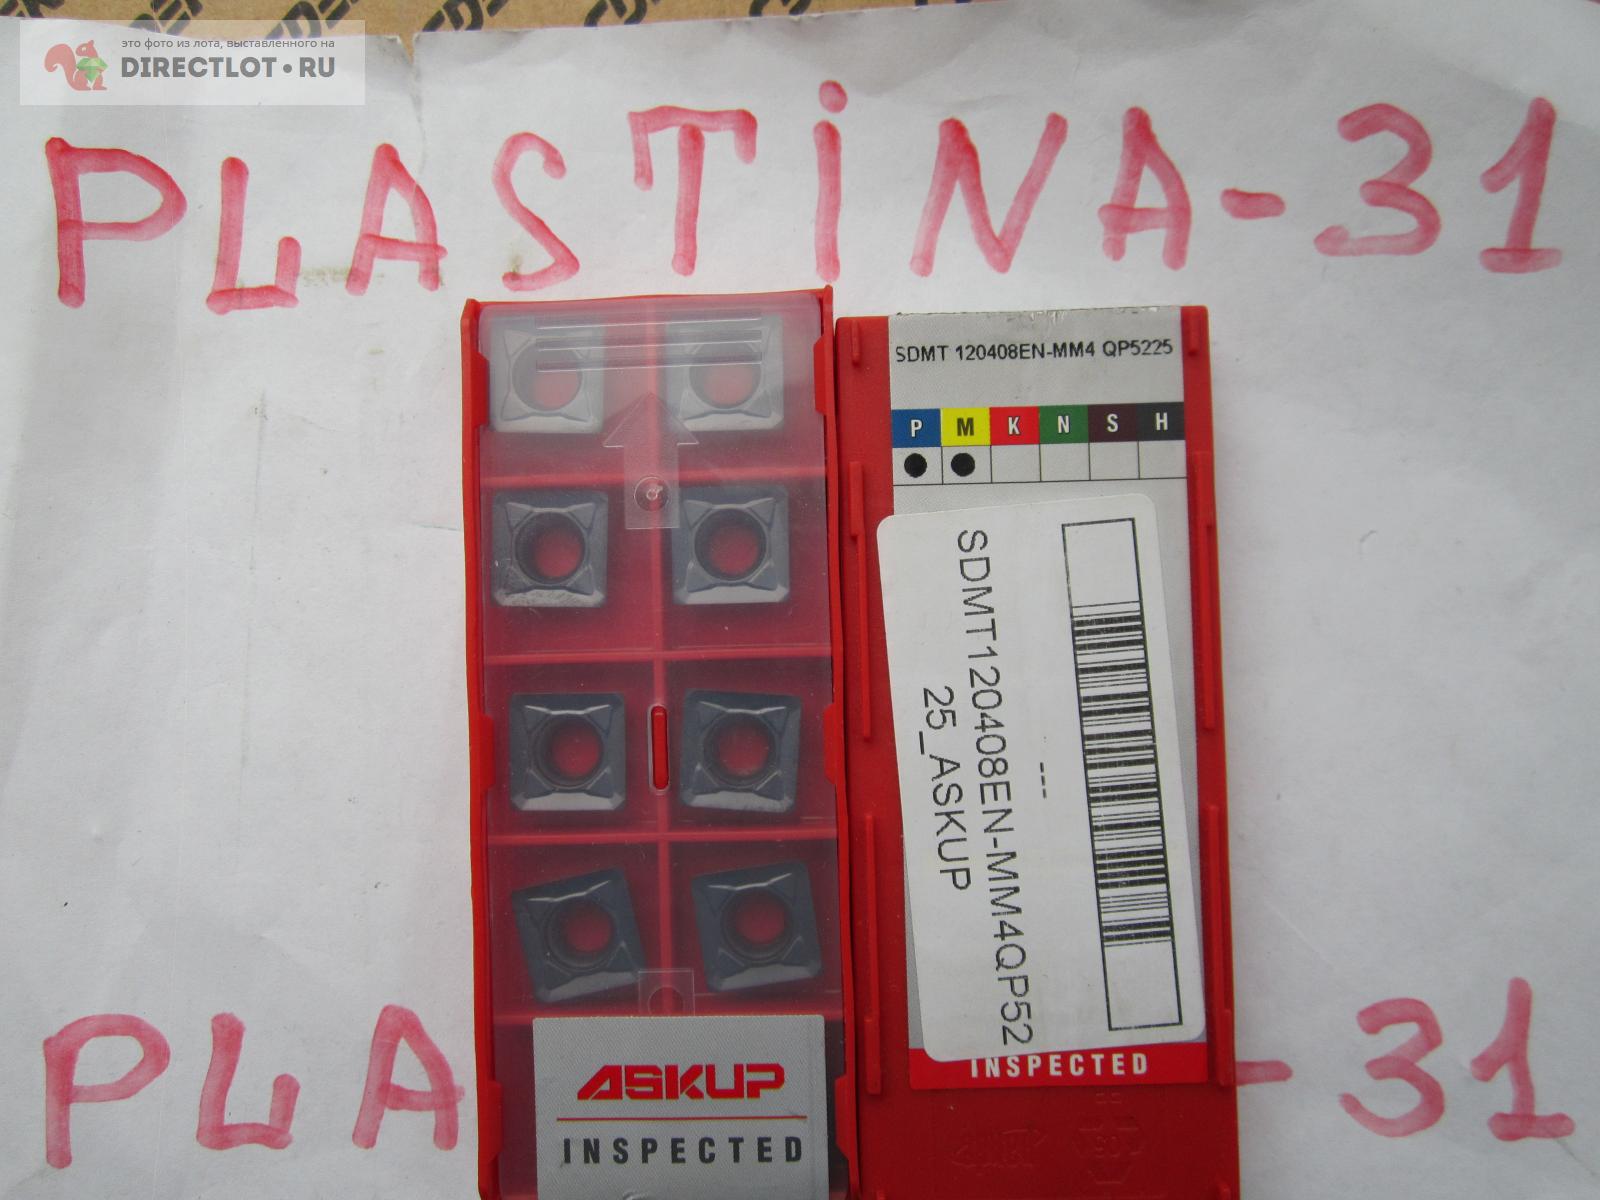 это фото из лота, выставленного на
DIRECTLOT.RU
PLASTINA-31
SDMT 120408EN-MM4 QP5225
P M K N S H
SDMT120408EN-MM4QP52
25_ASKUP
---
INSPECTED
ASKUP
INSPECTED
PLA -31